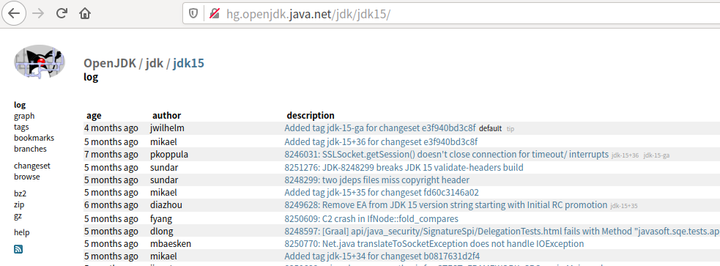 hg.openjdk.java.net/jdk/jdk15/
OpenJDK / jdk / jdk15
log
log
graph
tags
bookmarks
branches
changeset
browse
bz2
zip
gz
help
age author description
4 months ago jwilhelm Added tag jdk-15-ga for changeset e3f940bd3c8f default tip
5 months ago mikael Added tag jdk-15+36 for changeset e3f940bd3c8f
7 months ago pkoppula 8246031: SSLSocket.getSession() doesn't close connection for timeout/ interrupts jdk-15+36 jdk-15-ga
5 months ago sundar 8251276: JDK-8248299 breaks JDK 15 validate-headers build
5 months ago sundar 8248299: two jdeps files miss copyright header
5 months ago mikael Added tag jdk-15+35 for changeset fd60c3146a02
6 months ago diazhou 8249628: Remove EA from JDK 15 version string starting with Initial RC promotion jdk-15+35
5 months ago fyang 8250609: C2 crash in IfNode::fold_compares
5 months ago dlong 8248597: [Graal] api/java_security/SignatureSpi/DelegationTests.html fails with Method "javasoft.sqe.tests.ap
5 months ago mbaesken 8250770: Net.java translateToSocketException does not handle IOException
5 months ago mikael Added tag jdk-15+34 for changeset b0817631d2f4